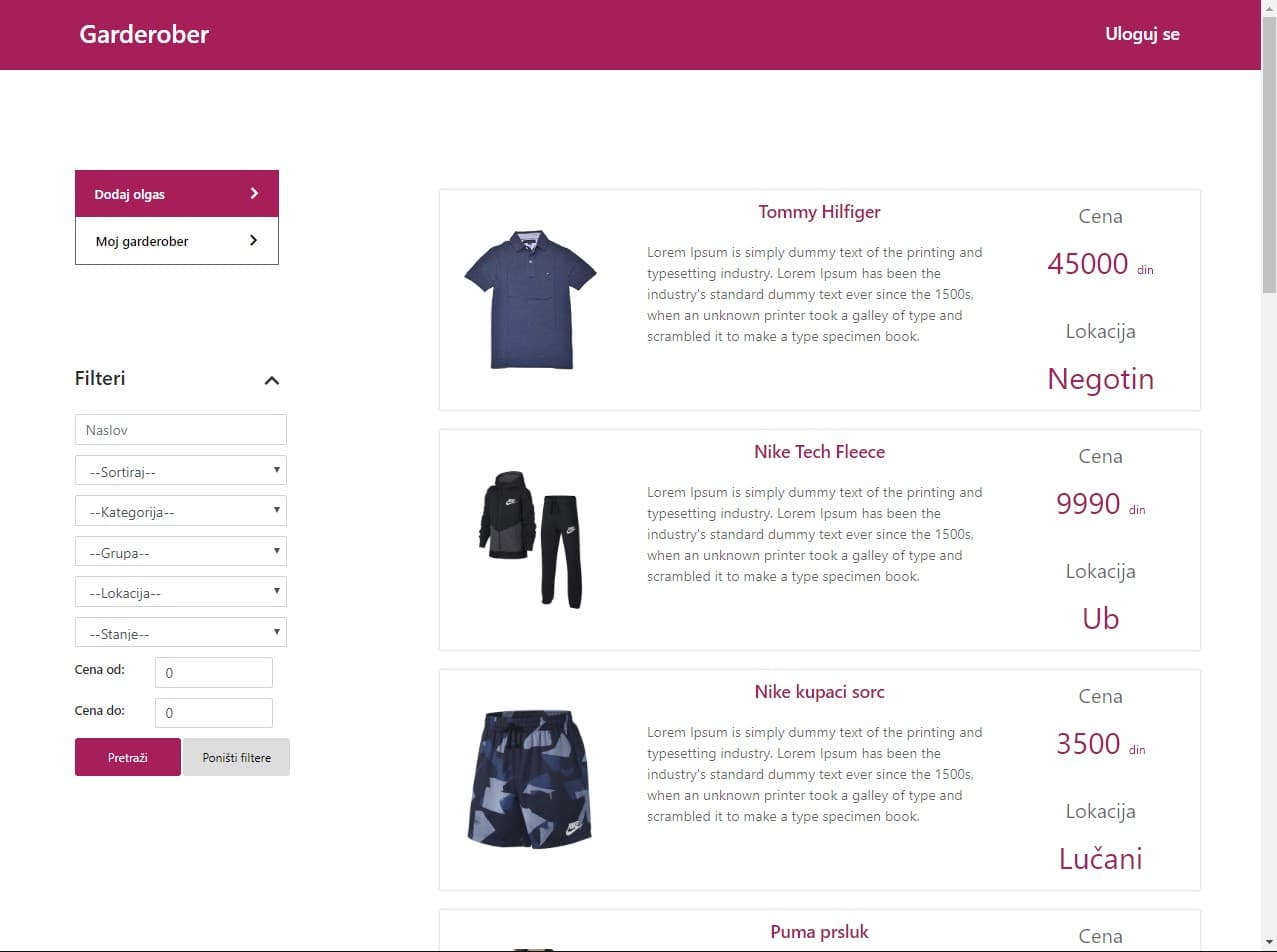 Garderober
Uloguj se
Dodaj olgas
Moj garderober
Filteri
Naslov
--Sortiraj--
--Kategorija--
--Grupa--
--Lokacija--
--Stanje--
Cena od:
0
Cena do:
0
Pretraži
Poništi filtere
Tommy Hilfiger
Lorem Ipsum is simply dummy text of the printing and
typesetting industry. Lorem Ipsum has been the
industry's standard dummy text ever since the 1500s,
when an unknown printer took a galley of type and
scrambled it to make a type specimen book.
Cena
45000 din
Lokacija
Negotin
Nike Tech Fleece
Lorem Ipsum is simply dummy text of the printing and
typesetting industry. Lorem Ipsum has been the
industry's standard dummy text ever since the 1500s,
when an unknown printer took a galley of type and
scrambled it to make a type specimen book.
Cena
9990 din
Lokacija
Ub
Nike kupaci sorc
Lorem Ipsum is simply dummy text of the printing and
typesetting industry. Lorem Ipsum has been the
industry's standard dummy text ever since the 1500s,
when an unknown printer took a galley of type and
scrambled it to make a type specimen book.
Cena
3500 din
Lokacija
Lučani
Puma prsluk
Cena